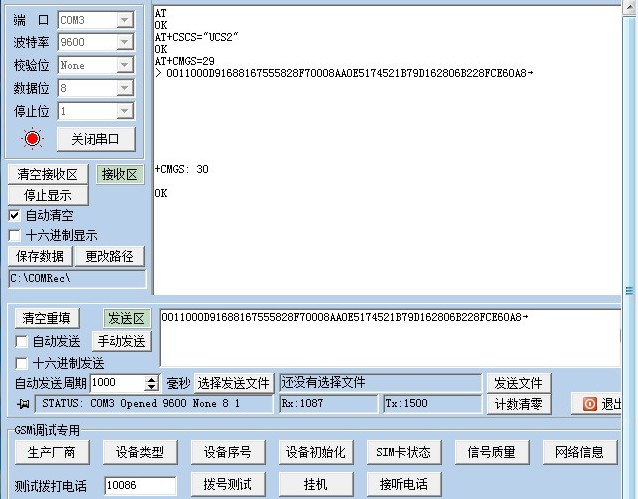 端 口 COM3
波特率 9600
校验位 None
数据位 8
停止位 1
关闭串口
清空接收区 接收区
停止显示
自动清空
十六进制显示
保存数据 更改路径
C:\COMRec\
AT
OK
AT+CSCS="UCS2"
OK
AT+CMGS=29
> 0011000D91688167555828F70008AA0E5174521B79D162806B228FCE60A8→
+CMGS: 30
OK
清空重填 发送区
自动发送 手动发送
十六进制发送
0011000D91688167555828F70008AA0E5174521B79D162806B228FCE60A8→
自动发送周期 1000 毫秒 选择发送文件 还没有选择文件 发送文件
STATUS: COM3 Opened 9600 None 8 1 Rx:1087 Tx:1500 计数清零 退出
GSM调试专用
生产厂商 设备类型 设备序号 设备初始化 SIM卡状态 信号质量 网络信息
测试拨打电话 10086 拨号测试 挂机 接听电话